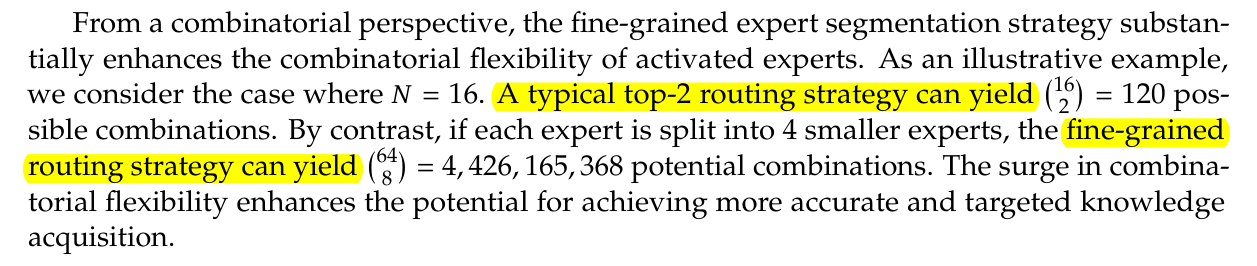 From a combinatorial perspective, the fine-grained expert segmentation strategy substan-
tially enhances the combinatorial flexibility of activated experts. As an illustrative example,
we consider the case where N = 16. A typical top-2 routing strategy can yield (16 2) = 120 pos-
sible combinations. By contrast, if each expert is split into 4 smaller experts, the fine-grained
routing strategy can yield (64 8) = 4, 426, 165, 368 potential combinations. The surge in combina-
torial flexibility enhances the potential for achieving more accurate and targeted knowledge
acquisition.